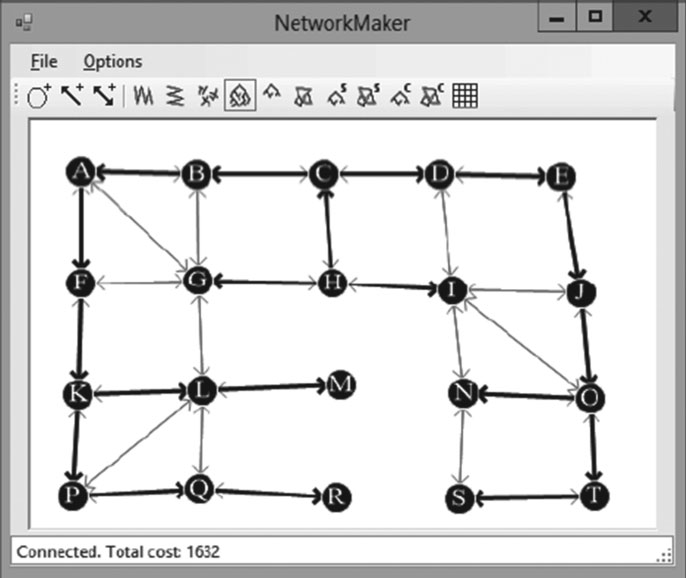 NetworkMaker
File Options
A B C D E
F G H I J
K L M N O
P Q R S T
Connected. Total cost: 1632